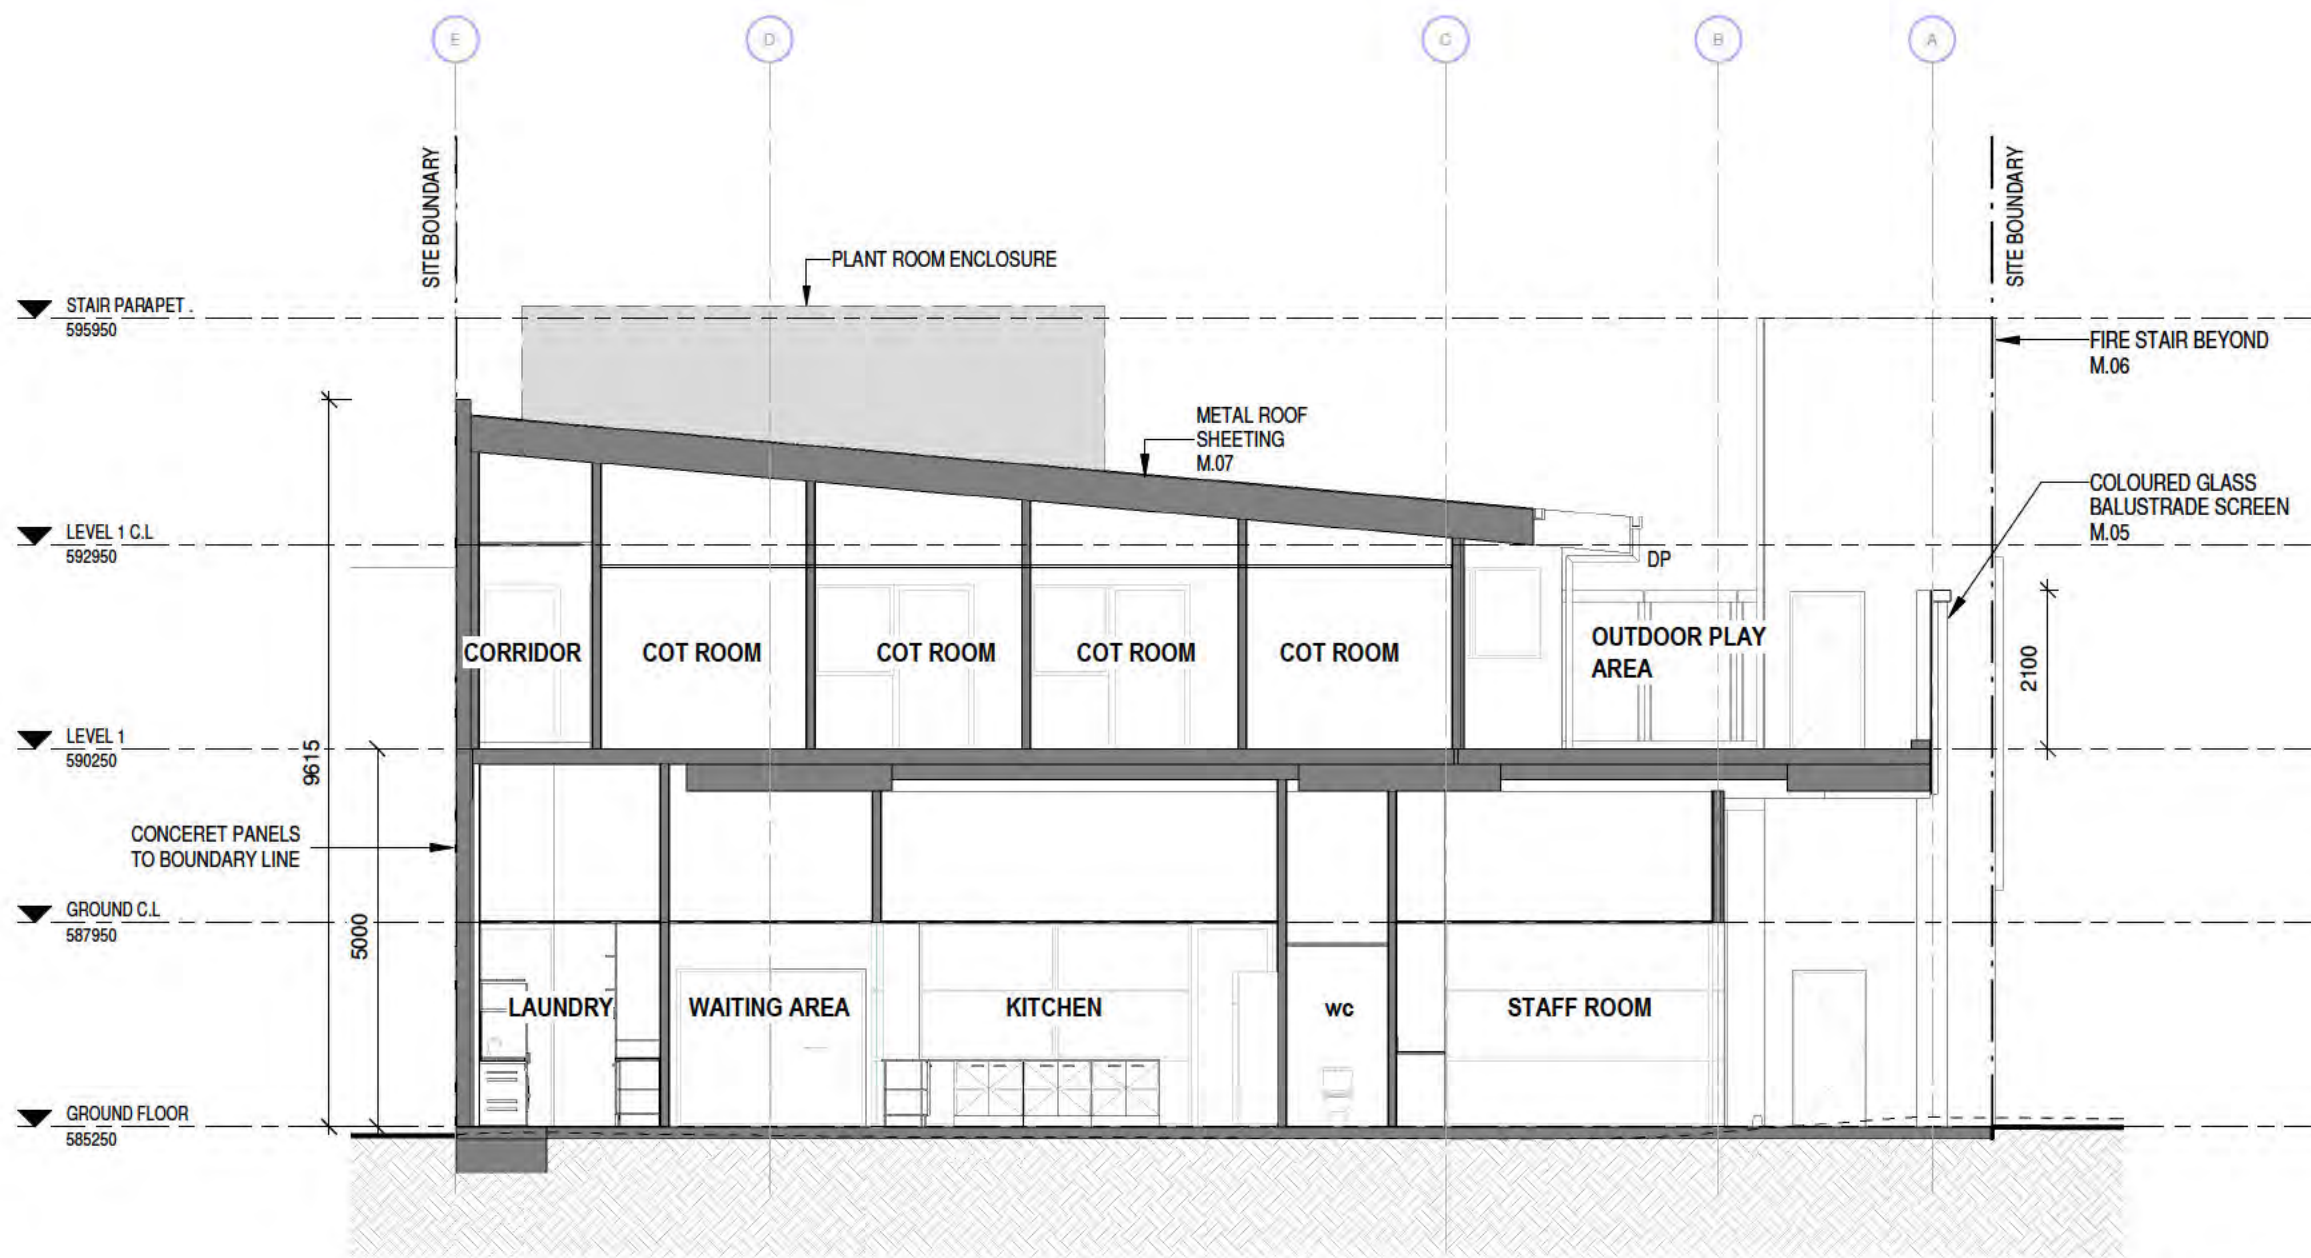 E
D
C
B
A
SITE BOUNDARY
SITE BOUNDARY
PLANT ROOM ENCLOSURE
STAIR PARAPET .
595950
FIRE STAIR BEYOND
M.06
METAL ROOF
SHEETING
M.07
COLOURED GLASS
BALUSTRADE SCREEN
M.05
LEVEL 1 C.L
592950
DP
CORRIDOR
COT ROOM
COT ROOM
COT ROOM
COT ROOM
OUTDOOR PLAY
AREA
2100
LEVEL 1
590250
9615
CONCERET PANELS
TO BOUNDARY LINE
GROUND C.L
587950
5000
LAUNDRY
WAITING AREA
KITCHEN
wc
STAFF ROOM
GROUND FLOOR
585250